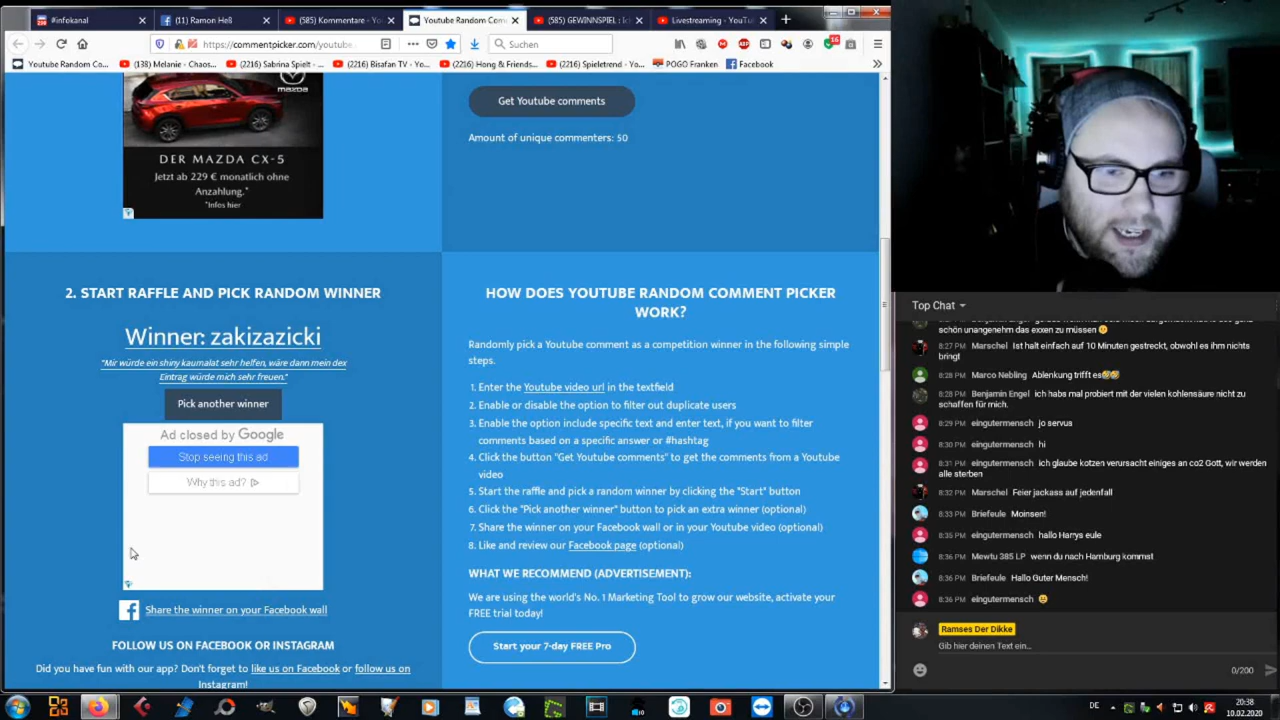 #infokanal
(11) Ramon Heß
(585) Kommentare - Yo
Youtube Random Com
(585) GEWINNSPIEL : Ic
Livestreaming - YouTu
https://commentpicker.com/youtube.
Suchen
16
Youtube Random Co...
(138) Melanie - Chaos...
(2216) Sabrina Spielt - ...
(2216) Bisafan TV - Yo...
(2216) Hong & Friends...
(2216) Spieletrend - Yo...
POGO Franken
Facebook
mazda
DER MAZDA CX-5
Jetzt ab 229 € monatlich ohne
Anzahlung.*
*Infos hier
Get Youtube comments
Amount of unique commenters: 50
2. START RAFFLE AND PICK RANDOM WINNER
Winner: zakizazicki
"Mir würde ein shiny kaumalat sehr helfen, wäre dann mein dex
Eintrag würde mich sehr freuen."
Pick another winner
Ad closed by Google
Stop seeing this ad
Why this ad?
Share the winner on your Facebook wall
FOLLOW US ON FACEBOOK OR INSTAGRAM
Did you have fun with our app? Don't forget to like us on Facebook or follow us on
Instagram!
HOW DOES YOUTUBE RANDOM COMMENT PICKER
WORK?
Randomly pick a Youtube comment as a competition winner in the following simple
steps.
1. Enter the Youtube video url in the textfield
2. Enable or disable the option to filter out duplicate users
3. Enable the option include specific text and enter text, if you want to filter
comments based on a specific answer or #hashtag
4. Click the button "Get Youtube comments" to get the comments from a Youtube
video
5. Start the raffle and pick a random winner by clicking the "Start" button
6. Click the "Pick another winner" button to pick an extra winner (optional)
7. Share the winner on your Facebook wall or in your Youtube video (optional)
8. Like and review our Facebook page (optional)
WHAT WE RECOMMEND (ADVERTISEMENT):
We are using the world's No. 1 Marketing Tool to grow our website, activate your
FREE trial today!
Start your 7-day FREE Pro
Top Chat
schön unangenehm das exxen zu müssen
8:27 PM Marschel Ist halt einfach auf 10 Minuten gestreckt, obwohl es ihm nichts
bringt
8:28 PM Marco Nebling Ablenkung trifft es
8:28 PM Benjamin Engel ich habs mal probiert mit der vielen kohlensäure nicht zu
schaffen für mich.
8:29 PM eingutermensch jo servus
8:30 PM eingutermensch hi
8:31 PM eingutermensch ich glaube kotzen verursacht einiges an co2 Gott, wir werden
alle sterben
8:32 PM Marschel Feier jackass auf jedenfall
8:33 PM Briefeule Moinsen!
8:35 PM eingutermensch hallo Harrys eule
8:36 PM Mewtu 385 LP wenn du nach Hamburg kommst
8:36 PM Briefeule Hallo Guter Mensch!
8:36 PM eingutermensch
Ramses Der Dikke
Gib hier deinen Text ein...
0/200
DE
20:38
10.02.2020